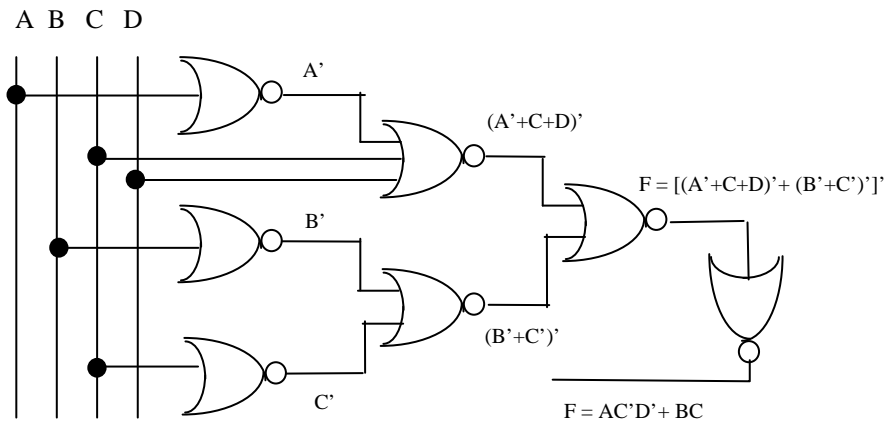 A B C D
A’
(A’+C+D)’
F = [(A’+C+D)’+ (B’+C’)’]’
B’
(B’+C’)’
C’
F = AC’D’+ BC